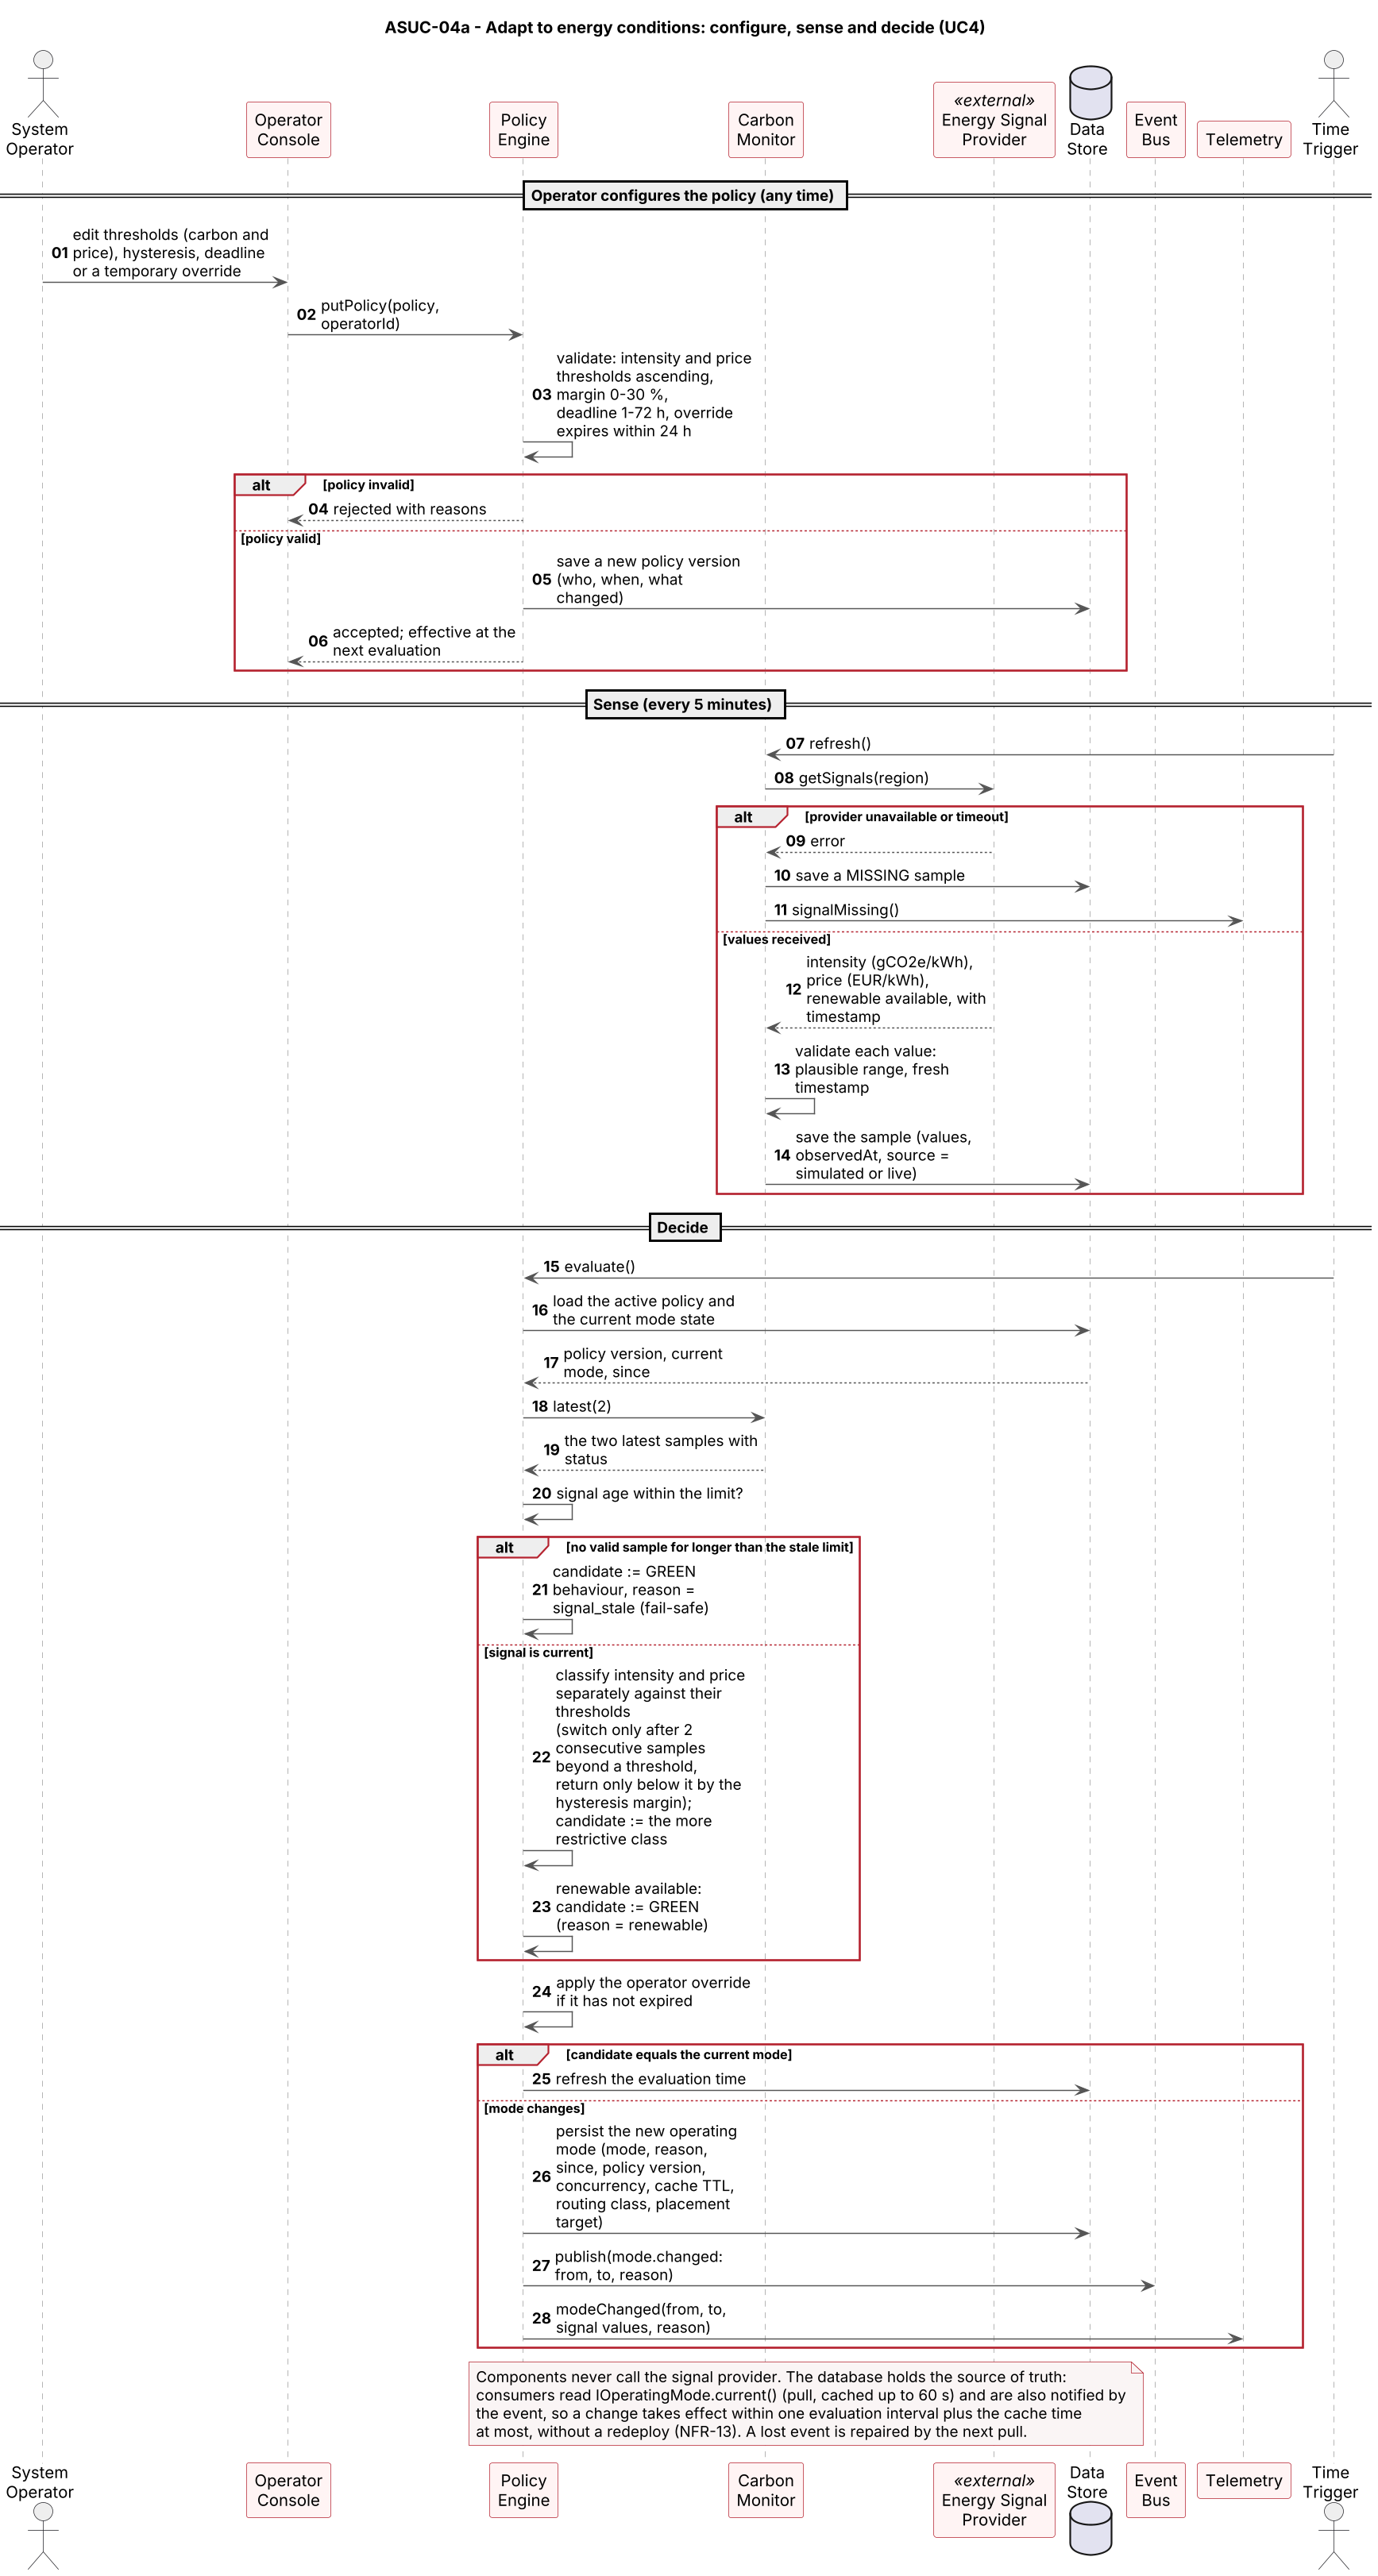 ASUC-04a - Adapt to energy conditions: configure, sense and decide (UC4)
System
Operator
Operator
Console
Policy
Engine
Carbon
Monitor
«external»
Energy Signal
Provider
Data
Store
Event
Bus
Telemetry
Time
Trigger
Operator configures the policy (any time)
01 edit thresholds (carbon and
price), hysteresis, deadline
or a temporary override
02 putPolicy(policy,
operatorId)
03 validate: intensity and price
thresholds ascending,
margin 0-30 %,
deadline 1-72 h, override
expires within 24 h
alt [policy invalid]
04 rejected with reasons
[policy valid]
05 save a new policy version
(who, when, what
changed)
06 accepted; effective at the
next evaluation
Sense (every 5 minutes)
07 refresh()
08 getSignals(region)
alt [provider unavailable or timeout]
09 error
10 save a MISSING sample
11 signalMissing()
[values received]
12 intensity (gCO2e/kWh),
price (EUR/kWh),
renewable available, with
timestamp
13 validate each value:
plausible range, fresh
timestamp
14 save the sample (values,
observedAt, source =
simulated or live)
Decide
15 evaluate()
16 load the active policy and
the current mode state
17 policy version, current
mode, since
18 latest(2)
19 the two latest samples with
status
20 signal age within the limit?
alt [no valid sample for longer than the stale limit]
21 candidate := GREEN
behaviour, reason =
signal_stale (fail-safe)
[signal is current]
22 classify intensity and price
separately against their
thresholds
(switch only after 2
consecutive samples
beyond a threshold,
return only below it by the
hysteresis margin);
candidate := the more
restrictive class
23 renewable available:
candidate := GREEN
(reason = renewable)
24 apply the operator override
if it has not expired
alt [candidate equals the current mode]
25 refresh the evaluation time
[mode changes]
26 persist the new operating
mode (mode, reason,
since, policy version,
concurrency, cache TTL,
routing class, placement
target)
27 publish(mode.changed:
from, to, reason)
28 modeChanged(from, to,
signal values, reason)
Components never call the signal provider. The database holds the source of truth:
consumers read IOperatingMode.current() (pull, cached up to 60 s) and are also notified by
the event, so a change takes effect within one evaluation interval plus the cache time
at most, without a redeploy (NFR-13). A lost event is repaired by the next pull.
System
Operator
Operator
Console
Policy
Engine
Carbon
Monitor
«external»
Energy Signal
Provider
Data
Store
Event
Bus
Telemetry
Time
Trigger